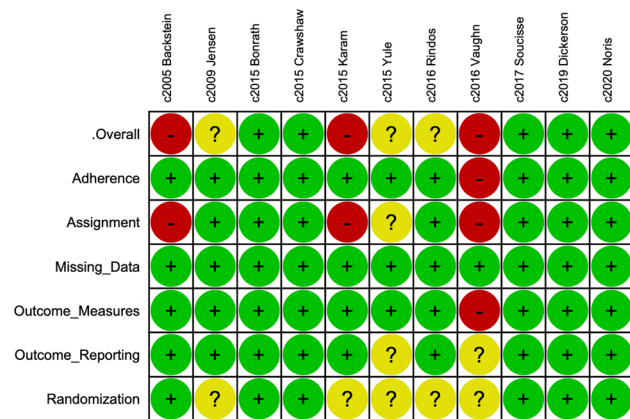 c2005 Backstein
c2009 Jensen
c2015 Bonrath
c2015 Crawshaw
c2015 Karam
c2015 Yule
c2016 Rindos
c2016 Vaughn
c2017 Soucisse
c2019 Dickerson
c2020 Noris
.Overall - ? + + - ? ? - + + +
Adherence + + + + + + + - + + +
Assignment - + + + - ? + - + + +
Missing_Data + + + + + + + + + + +
Outcome_Measures + + + + + + + - + + +
Outcome_Reporting + + + + + ? + ? + + +
Randomization + ? + + ? ? ? ? + + +